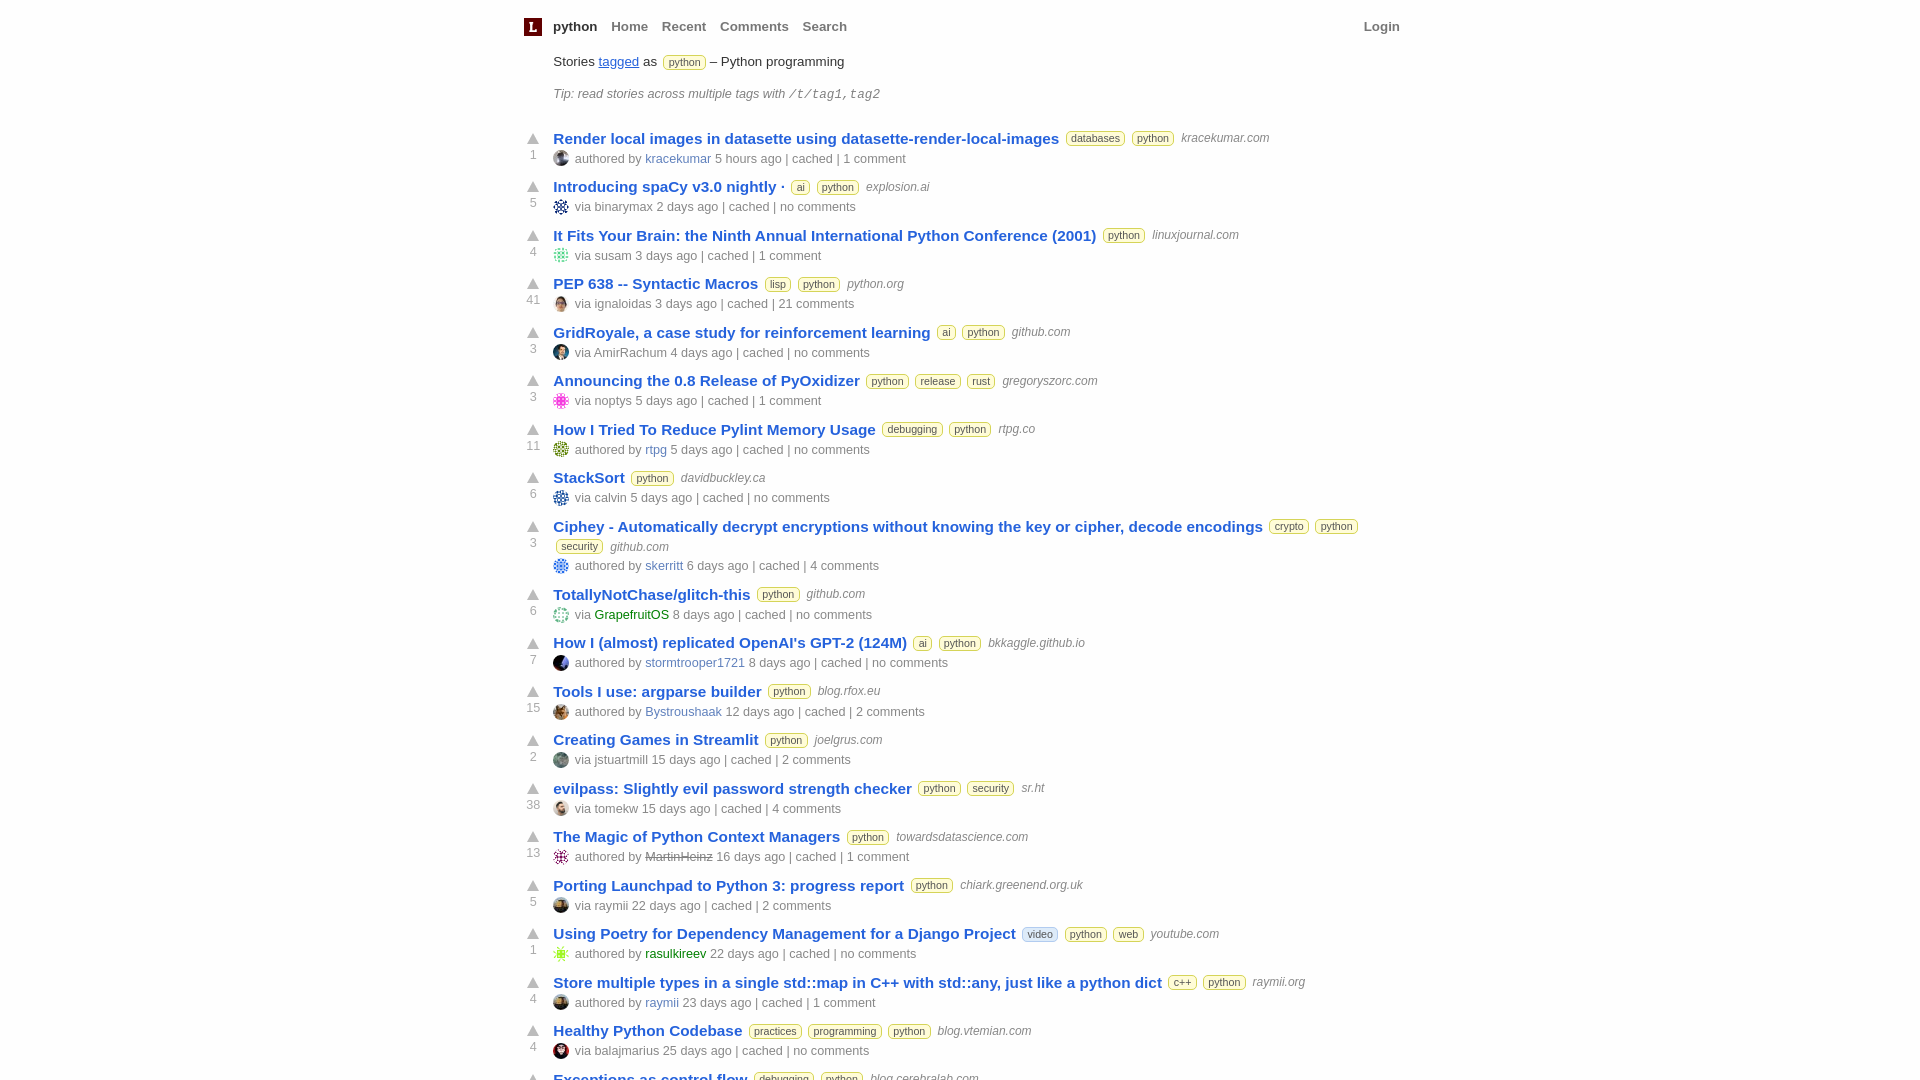 L python Home Recent Comments Search Login
Stories tagged as python – Python programming
Tip: read stories across multiple tags with /t/tag1,tag2
Render local images in datasette using datasette-render-local-images databases python kracekumar.com
1 authored by kracekumar 5 hours ago | cached | 1 comment
Introducing spaCy v3.0 nightly · ai python explosion.ai
5 via binarymax 2 days ago | cached | no comments
It Fits Your Brain: the Ninth Annual International Python Conference (2001) python linuxjournal.com
4 via susam 3 days ago | cached | 1 comment
PEP 638 -- Syntactic Macros lisp python python.org
41 via ignaloidas 3 days ago | cached | 21 comments
GridRoyale, a case study for reinforcement learning ai python github.com
3 via AmirRachum 4 days ago | cached | no comments
Announcing the 0.8 Release of PyOxidizer python release rust gregoryszorc.com
3 via noptys 5 days ago | cached | 1 comment
How I Tried To Reduce Pylint Memory Usage debugging python rtpg.co
11 authored by rtpg 5 days ago | cached | no comments
StackSort python davidbuckley.ca
6 via calvin 5 days ago | cached | no comments
Ciphey - Automatically decrypt encryptions without knowing the key or cipher, decode encodings crypto python
security github.com
3 authored by skerritt 6 days ago | cached | 4 comments
TotallyNotChase/glitch-this python github.com
6 via GrapefruitOS 8 days ago | cached | no comments
How I (almost) replicated OpenAI's GPT-2 (124M) ai python bkkaggle.github.io
7 authored by stormtrooper1721 8 days ago | cached | no comments
Tools I use: argparse builder python blog.rfox.eu
15 authored by Bystroushaak 12 days ago | cached | 2 comments
Creating Games in Streamlit python joelgrus.com
2 via jstuartmill 15 days ago | cached | 2 comments
evilpass: Slightly evil password strength checker python security sr.ht
38 via tomekw 15 days ago | cached | 4 comments
The Magic of Python Context Managers python towardsdatascience.com
13 authored by MartinHeinz 16 days ago | cached | 1 comment
Porting Launchpad to Python 3: progress report python chiark.greenend.org.uk
5 via raymii 22 days ago | cached | 2 comments
Using Poetry for Dependency Management for a Django Project video python web youtube.com
1 authored by rasulkireev 22 days ago | cached | no comments
Store multiple types in a single std::map in C++ with std::any, just like a python dict c++ python raymii.org
4 authored by raymii 23 days ago | cached | 1 comment
Healthy Python Codebase practices programming python blog.vtemian.com
4 via balajmarius 25 days ago | cached | no comments
Exceptions as control flow debugging python blog.cerebralab.com